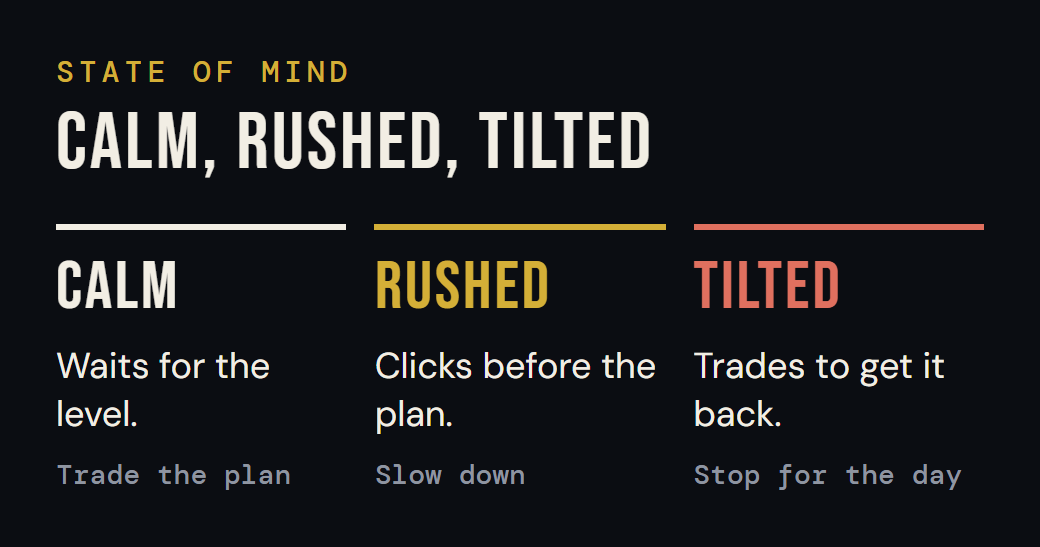 STATE OF MIND
CALM, RUSHED, TILTED
CALM
Waits for the
level.
Trade the plan
RUSHED
Clicks before the
plan.
Slow down
TILTED
Trades to get it
back.
Stop for the day